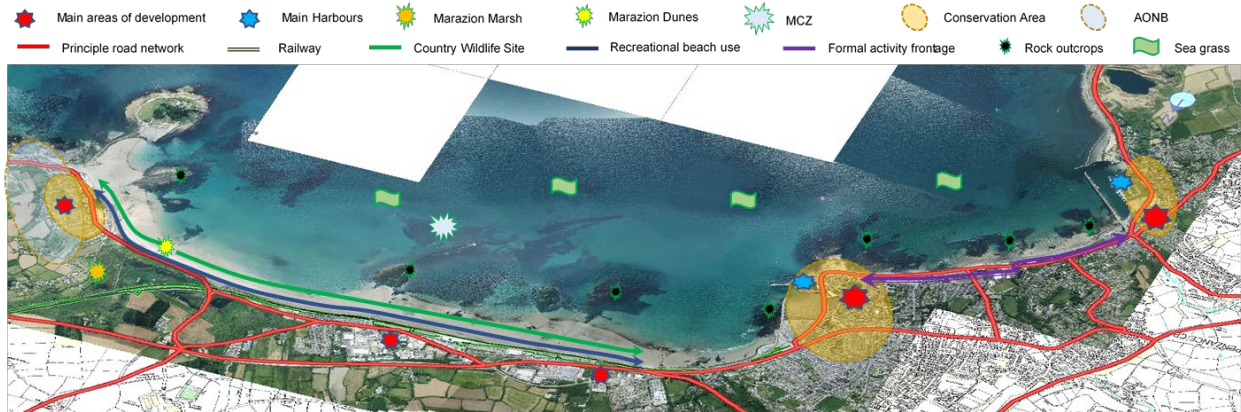 Main areas of development Main Harbours Marazion Marsh Marazion Dunes MCZ Conservation Area AONB
Principle road network Railway Country Wildlife Site Recreational beach use Formal activity frontage Rock outcrops Sea grass